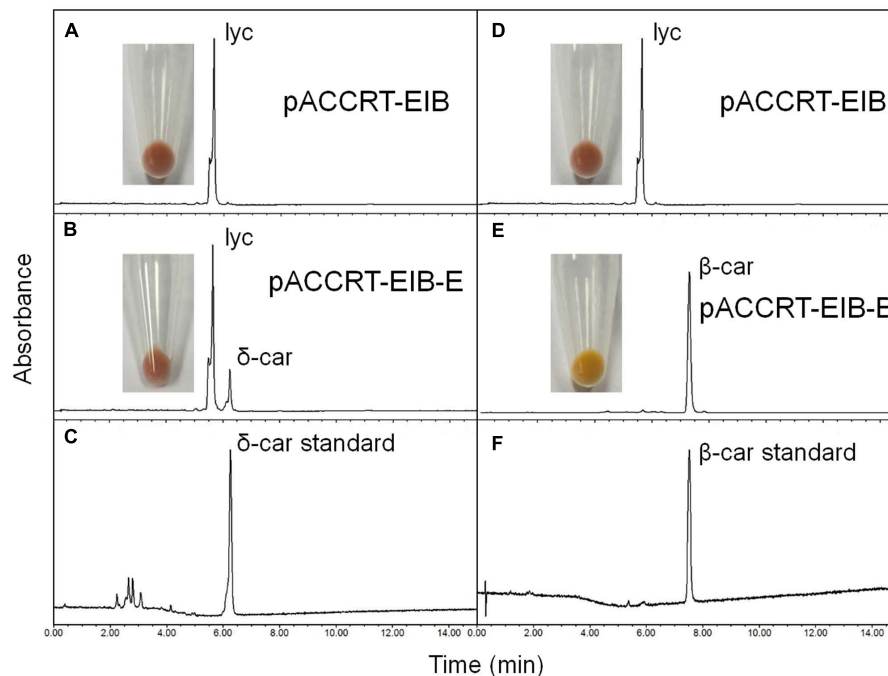 A
lyc
pACCRT-EIB
D
lyc
pACCRT-EIB
B
lyc
pACCRT-EIB-E
δ-car
E
β-car
pACCRT-EIB-E
C
δ-car standard
F
β-car standard
Absorbance
0.00 2.00 4.00 6.00 8.00 10.00 12.00 14.00 0.00 2.00 4.00 6.00 8.00 10.00 12.00 14.00
Time (min)